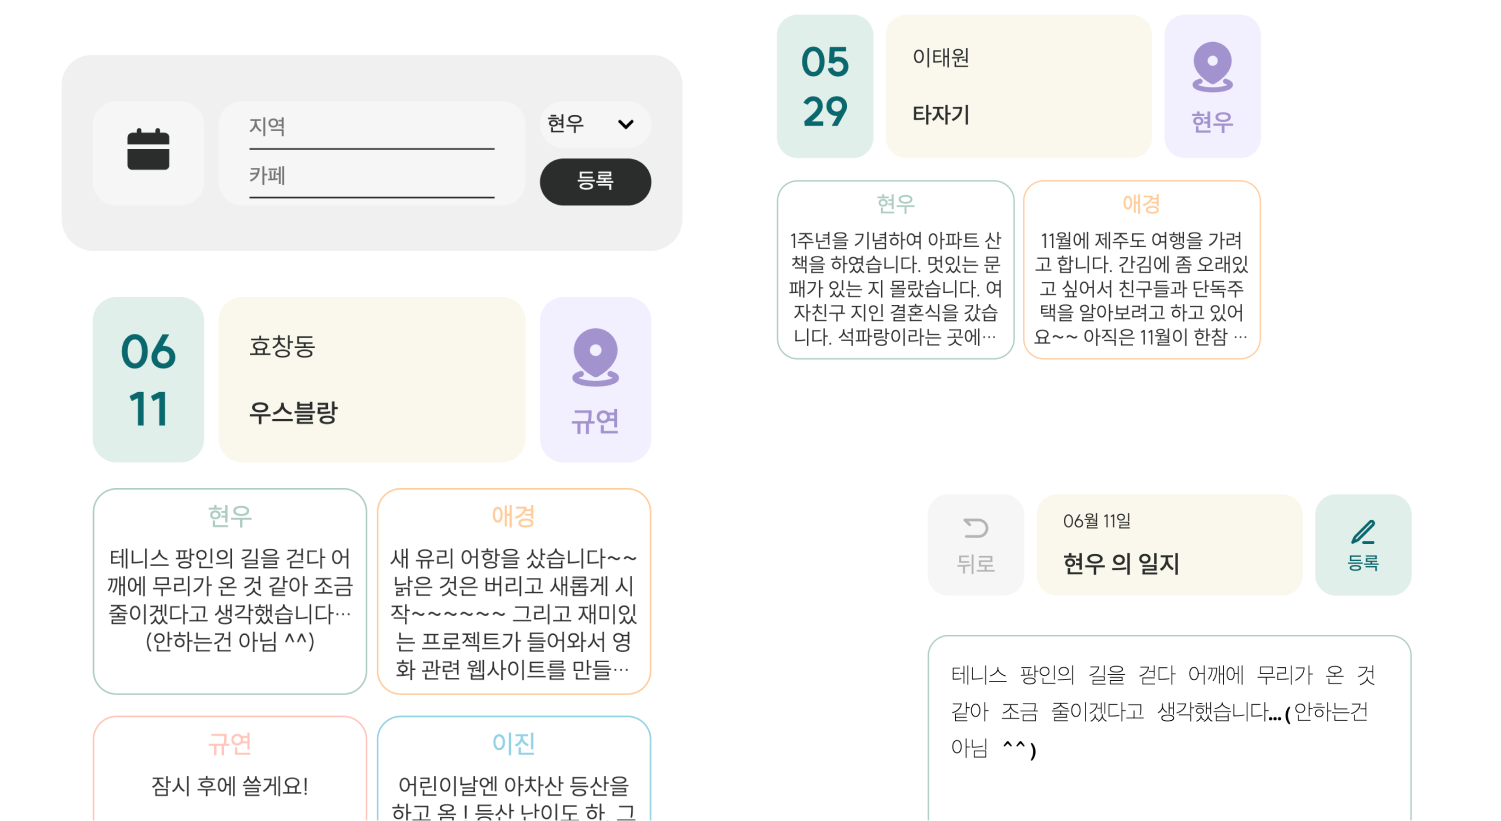 지역
카페
현우
등록
06
11
효창동
우스블랑
규연
현우
테니스 팡인의 길을 걷다 어
깨에 무리가 온 것 같아 조금
줄이겠다고 생각했습니다…
(안하는건 아님 ^^)
애경
새 유리 어항을 샀습니다~~
낡은 것은 버리고 새롭게 시
작~~~~~~ 그리고 재미있
는 프로젝트가 들어와서 영
화 관련 웹사이트를 만들…
규연
잠시 후에 쓸게요!
이진
어린이날엔 아차산 등산을
하고 옴 ! 등산 난이도 하 그
05
29
이태원
타자기
현우
현우
1주년을 기념하여 아파트 산
책을 하였습니다. 멋있는 문
패가 있는 지 몰랐습니다. 여
자친구 지인 결혼식을 갔습
니다. 석파랑이라는 곳에…
애경
11월에 제주도 여행을 가려
고 합니다. 간김에 좀 오래있
고 싶어서 친구들과 단독주
택을 알아보려고 하고 있어
요~~ 아직은 11월이 한참 …
뒤로
06월 11일
현우 의 일지
등록
테니스 팡인의 길을 걷다 어깨에 무리가 온 것
같아 조금 줄이겠다고 생각했습니다…(안하는건
아님 ^^)